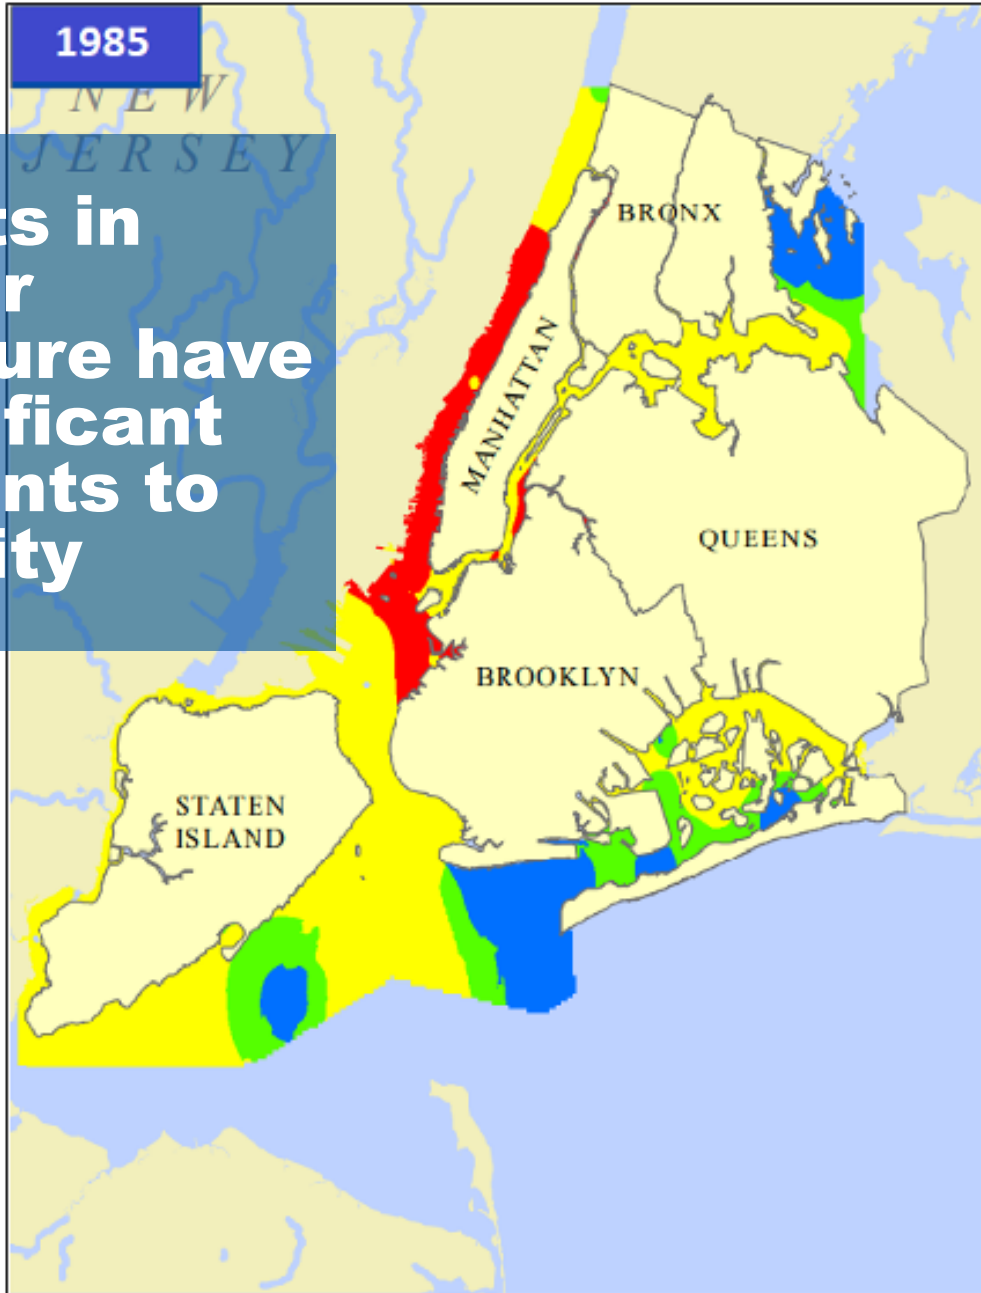 1985
NEW
JERSEY
ts in
r
ure have
ficant
nts to
ity
BRONX
MANHATTAN
QUEENS
BROOKLYN
STATEN
ISLAND